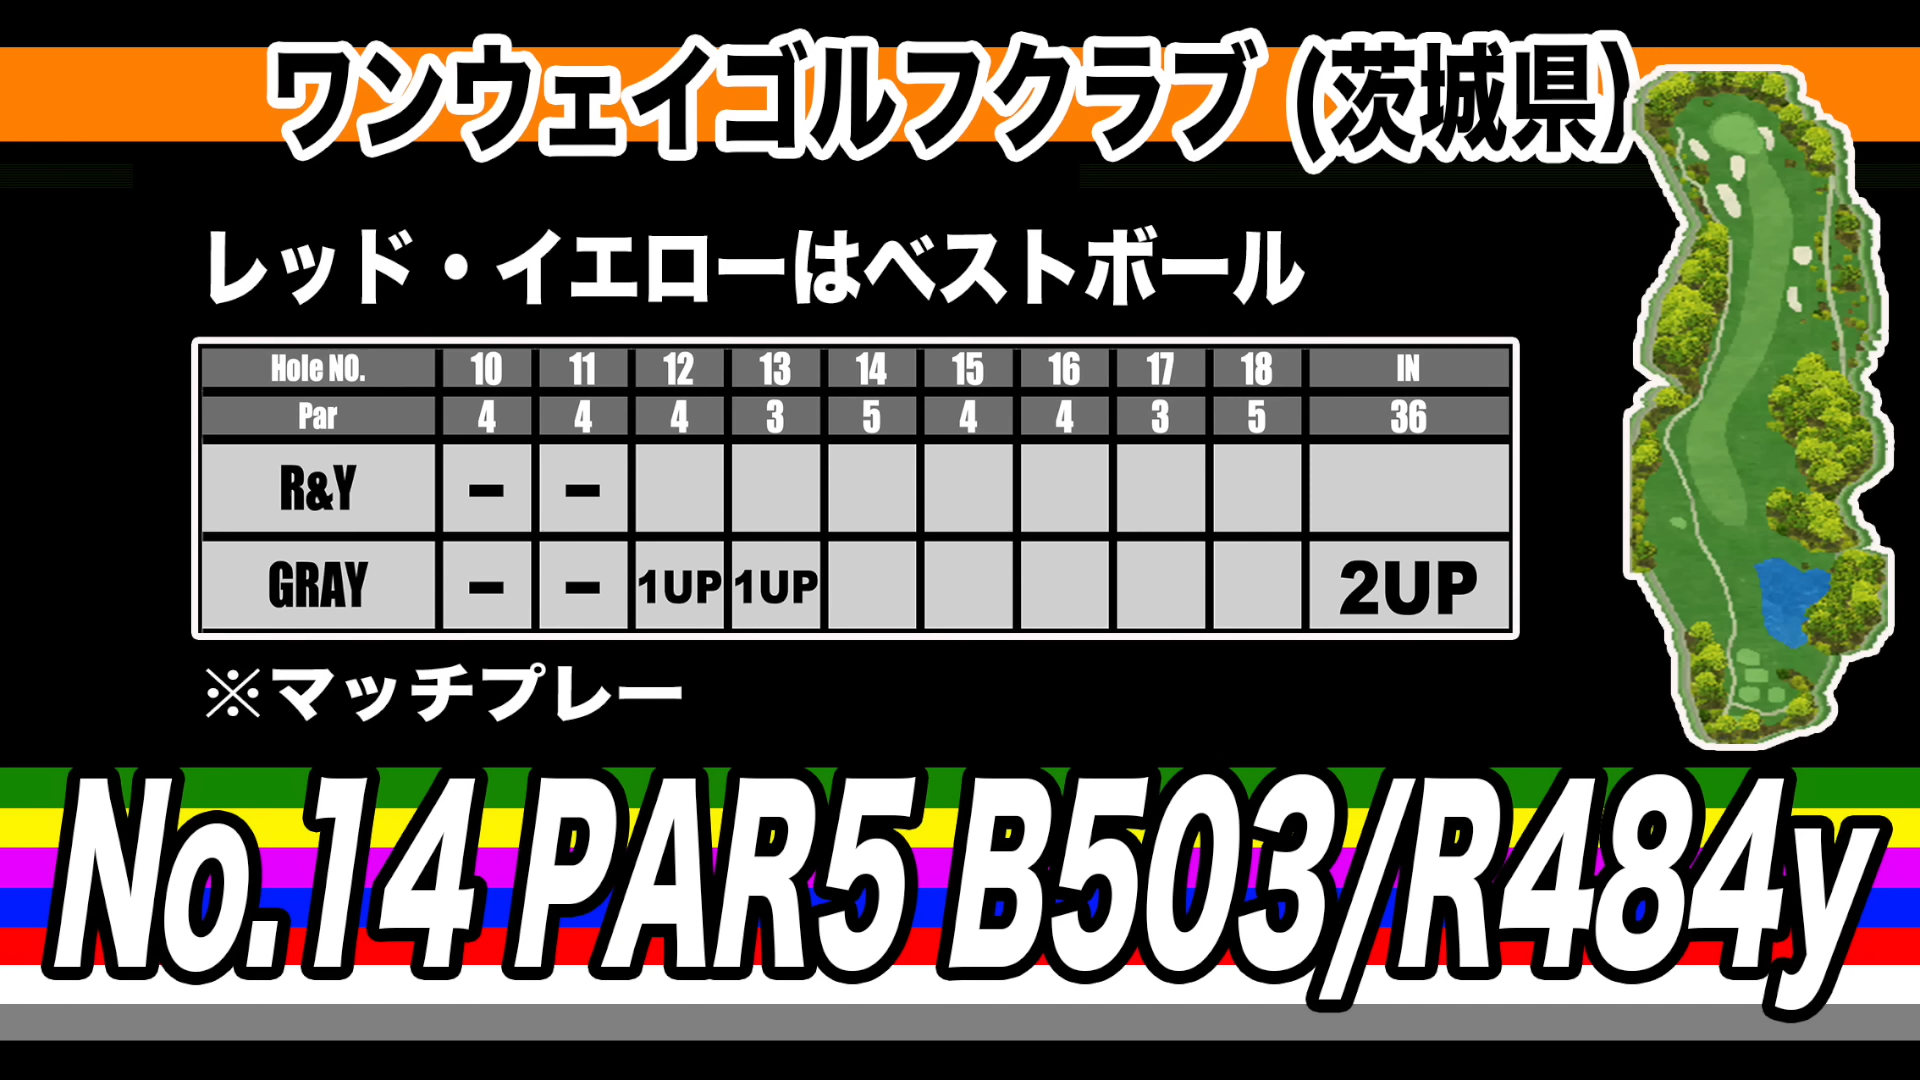 ワンウェイゴルフクラブ (茨城県)
レッド・イエローはベストボール
Hole NO. 10 11 12 13 14 15 16 17 18 IN
Par 4 4 4 3 5 4 4 3 5 36
R&Y - -
GRAY - - 1UP 1UP 2UP
※マッチプレー
No.14 PAR5 B503/R484y